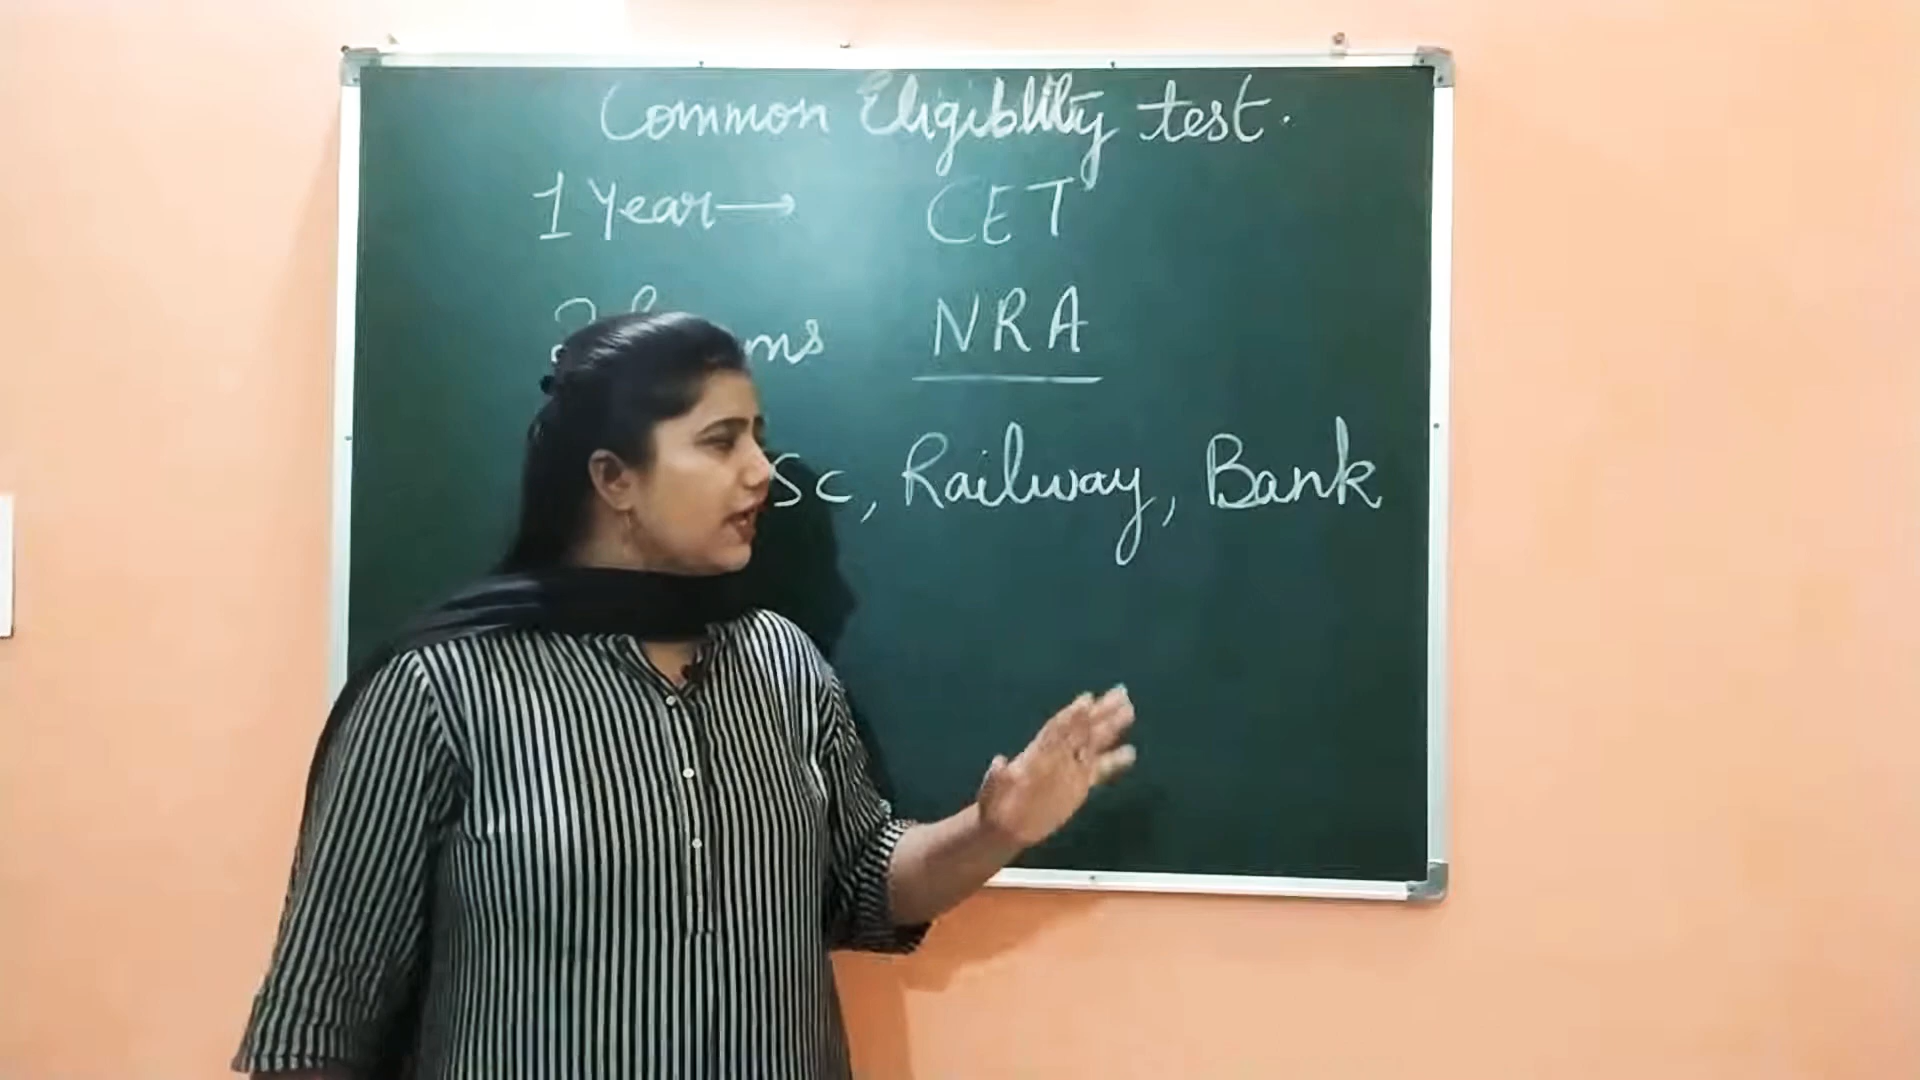 Common Eligiblity test.
1 Year → CET
NRA
Sc, Railway, Bank